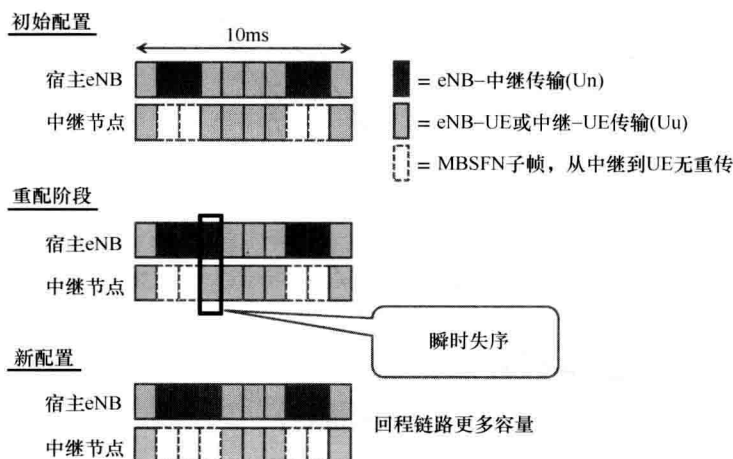 初始配置
10ms
宿主eNB
中继节点
= eNB-中继传输(Un)
= eNB-UE或中继-UE传输(Uu)
= MBSFN子帧，从中继到UE无重传
重配阶段
宿主eNB
中继节点
瞬时失序
新配置
宿主eNB
中继节点
回程链路更多容量